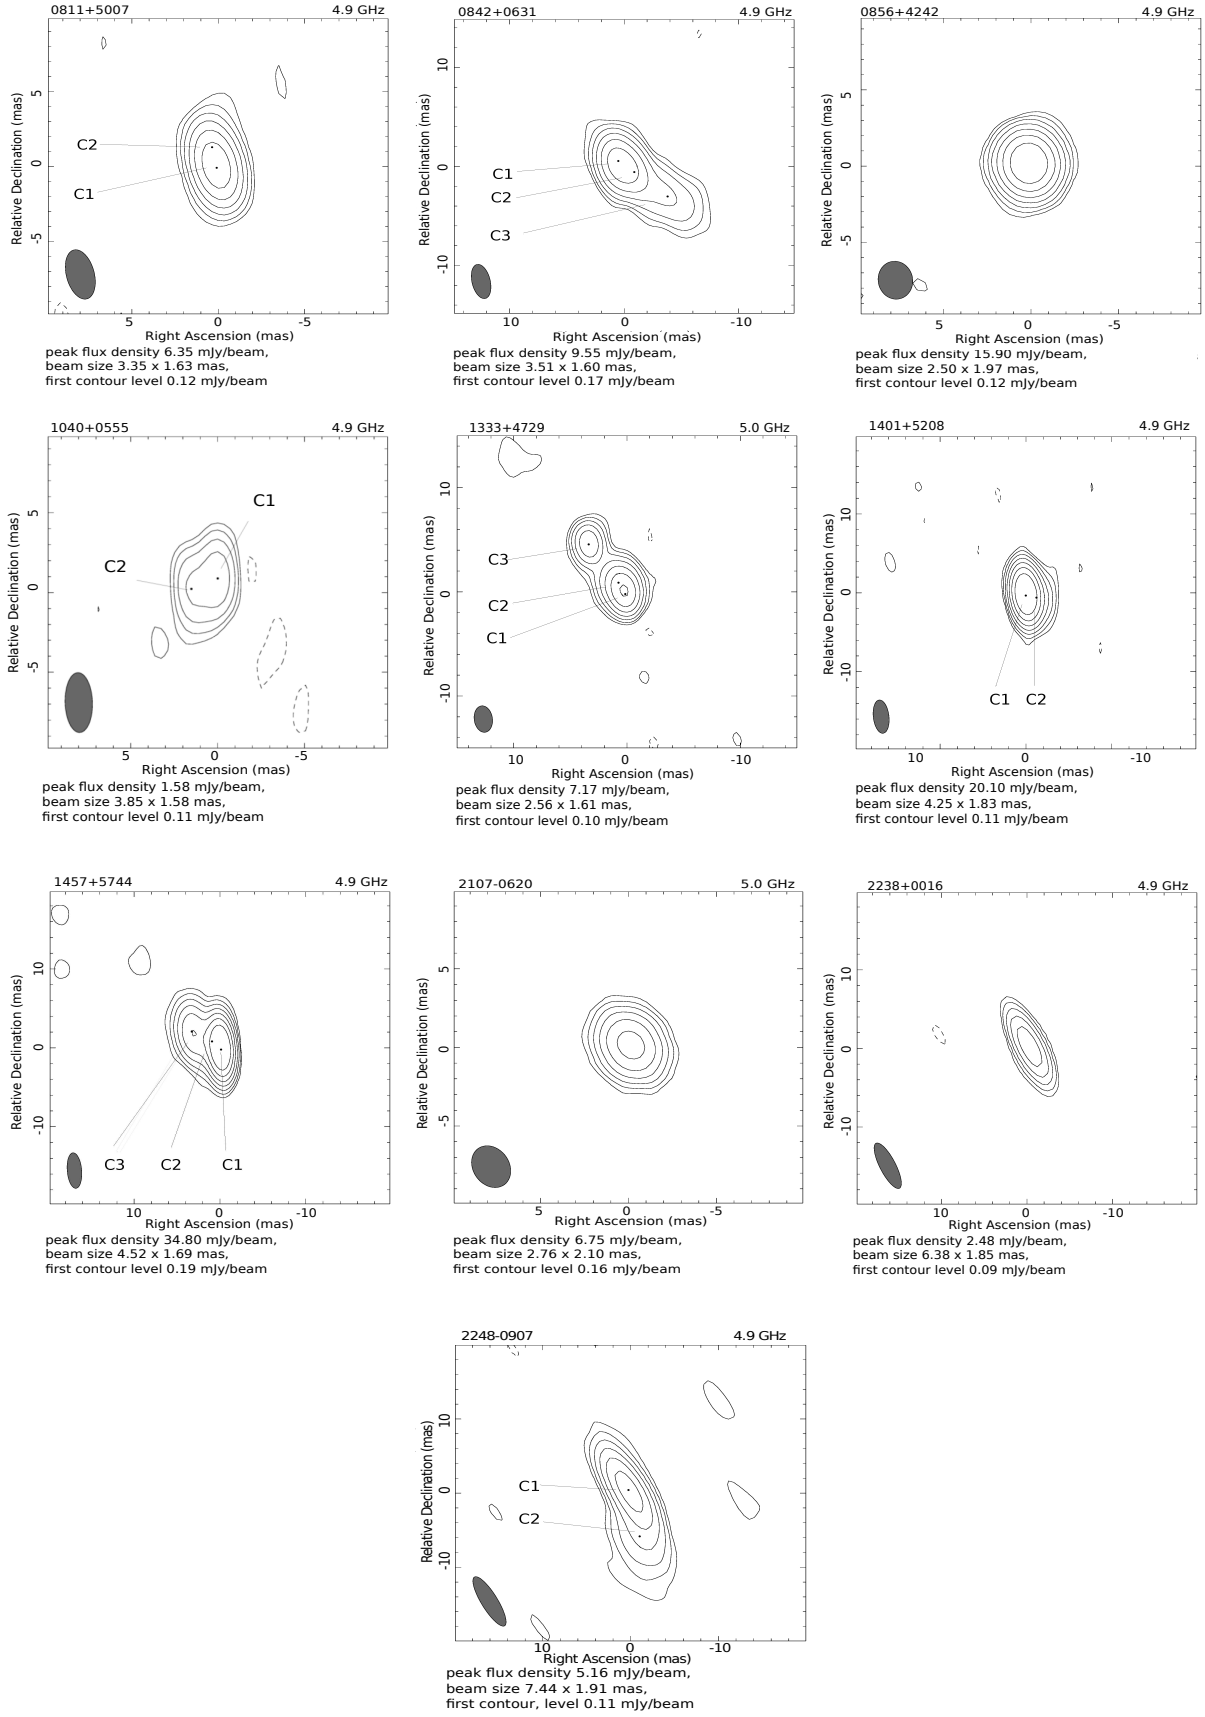 0811+5007 4.9 GHz
Relative Declination (mas)
5
0
-5
C2
C1
5 0 -5
Right Ascension (mas)
peak flux density 6.35 mJy/beam,
beam size 3.35 x 1.63 mas,
first contour level 0.12 mJy/beam
0842+0631 4.9 GHz
Relative Declination (mas)
10
0
-10
C1
C2
C3
10 0 -10
Right Ascension (mas)
peak flux density 9.55 mJy/beam,
beam size 3.51 x 1.60 mas,
first contour level 0.17 mJy/beam
0856+4242 4.9 GHz
Relative Declination (mas)
5
0
-5
5 0 -5
Right Ascension (mas)
peak flux density 15.90 mJy/beam,
beam size 2.50 x 1.97 mas,
first contour level 0.12 mJy/beam
1040+0555 4.9 GHz
Relative Declination (mas)
5
0
-5
C1
C2
5 0 -5
Right Ascension (mas)
peak flux density 1.58 mJy/beam,
beam size 3.85 x 1.58 mas,
first contour level 0.11 mJy/beam
1333+4729 5.0 GHz
Relative Declination (mas)
10
0
-10
C3
C2
C1
10 0 -10
Right Ascension (mas)
peak flux density 7.17 mJy/beam,
beam size 2.56 x 1.61 mas,
first contour level 0.10 mJy/beam
1401+5208 4.9 GHz
Relative Declination (mas)
10
0
-10
C1 C2
10 0 -10
Right Ascension (mas)
peak flux density 20.10 mJy/beam,
beam size 4.25 x 1.83 mas,
first contour level 0.11 mJy/beam
1457+5744 4.9 GHz
Relative Declination (mas)
10
0
-10
C3 C2 C1
10 0 -10
Right Ascension (mas)
peak flux density 34.80 mJy/beam,
beam size 4.52 x 1.69 mas,
first contour level 0.19 mJy/beam
2107-0620 5.0 GHz
Relative Declination (mas)
5
0
-5
5 0 -5
Right Ascension (mas)
peak flux density 6.75 mJy/beam,
beam size 2.76 x 2.10 mas,
first contour level 0.16 mJy/beam
2238+0016 4.9 GHz
Relative Declination (mas)
10
0
-10
10 0 -10
Right Ascension (mas)
peak flux density 2.48 mJy/beam,
beam size 6.38 x 1.85 mas,
first contour level 0.09 mJy/beam
2248-0907 4.9 GHz
Relative Declination (mas)
10
0
-10
C1
C2
10 0 -10
Right Ascension (mas)
peak flux density 5.16 mJy/beam,
beam size 7.44 x 1.91 mas,
first contour, level 0.11 mJy/beam